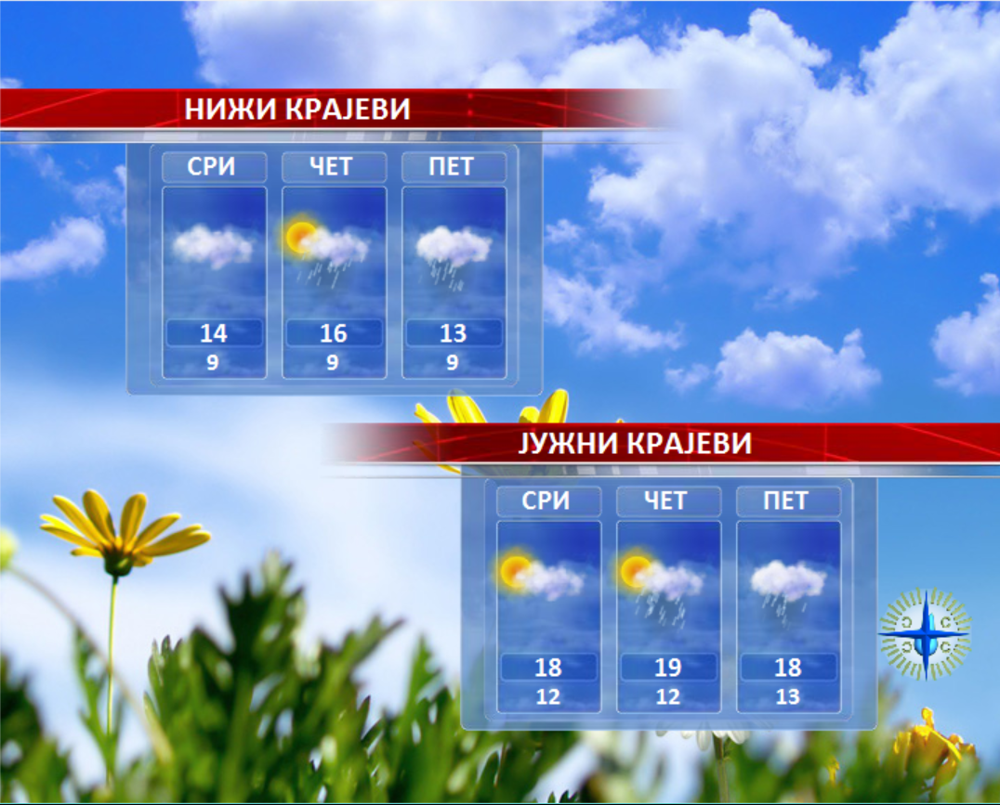 НИЖИ КРАЈЕВИ
СРИ ЧЕТ ПЕТ
14 16 13
9 9 9
ЈУЖНИ КРАЈЕВИ
СРИ ЧЕТ ПЕТ
18 19 18
12 12 13